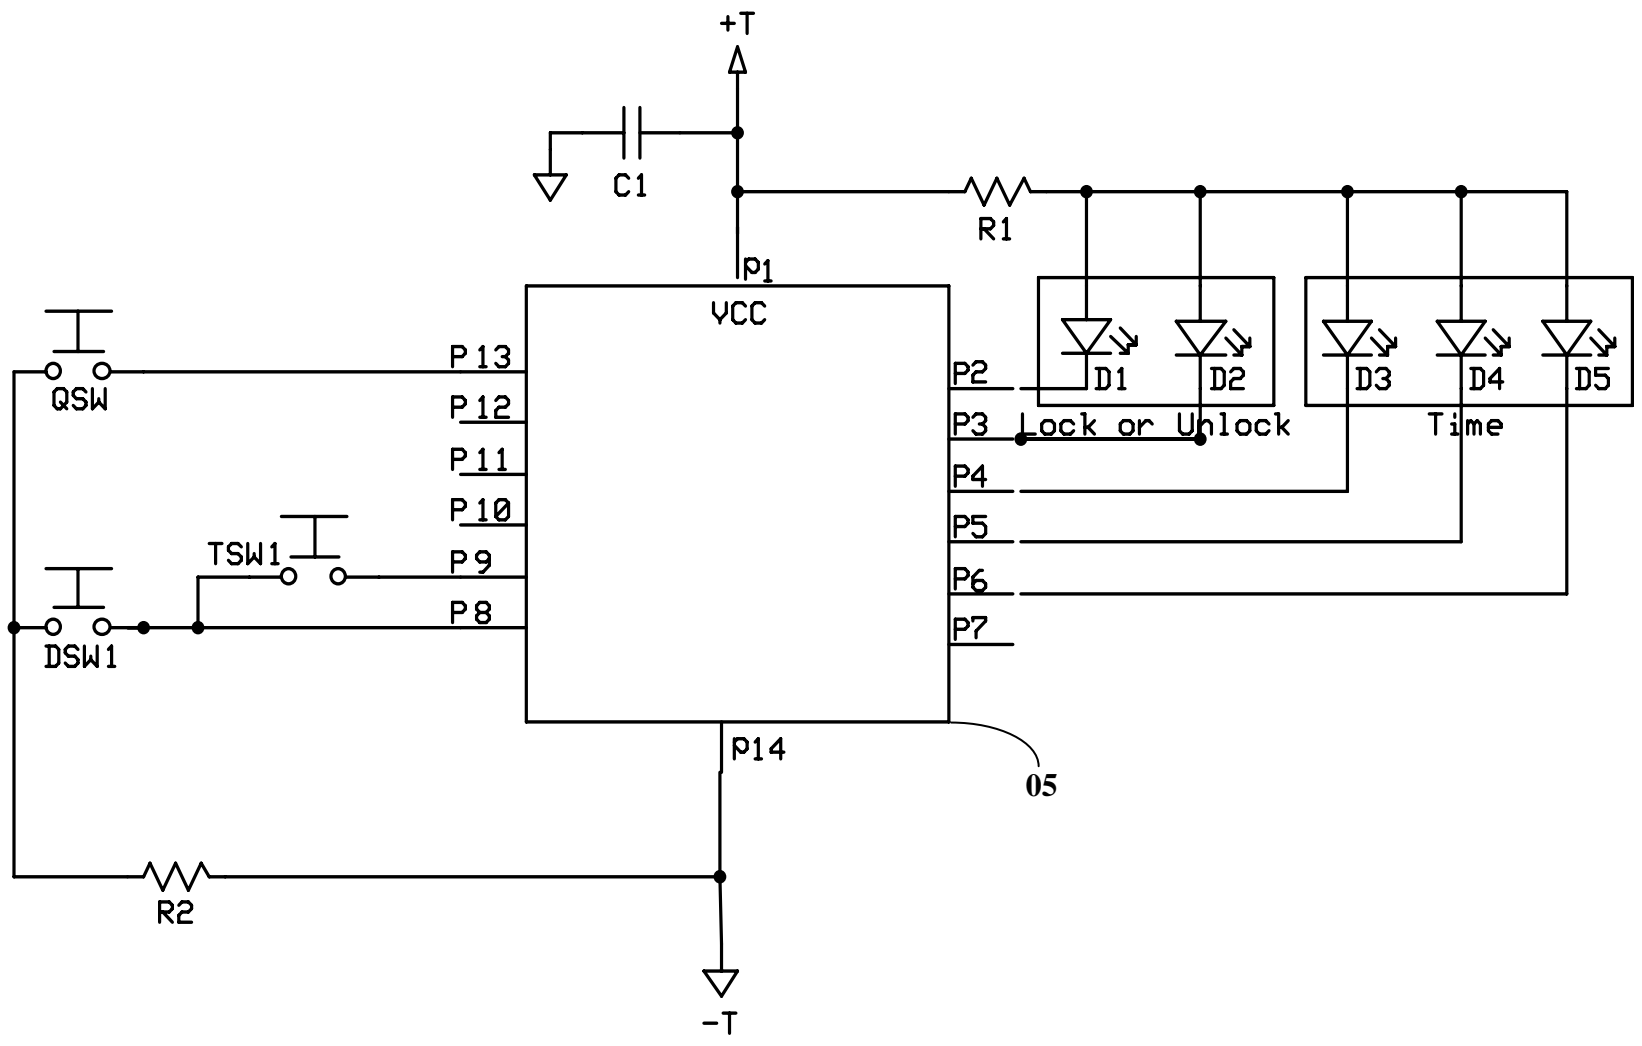 +T
C1
R1
P1
VCC
P13
QSW
P12
P11
P10
TSW1
P9
P8
DSW1
P2
P3
P4
P5
P6
P7
D1
D2
D3
D4
D5
Lock or Unlock
Time
P14
05
R2
-T